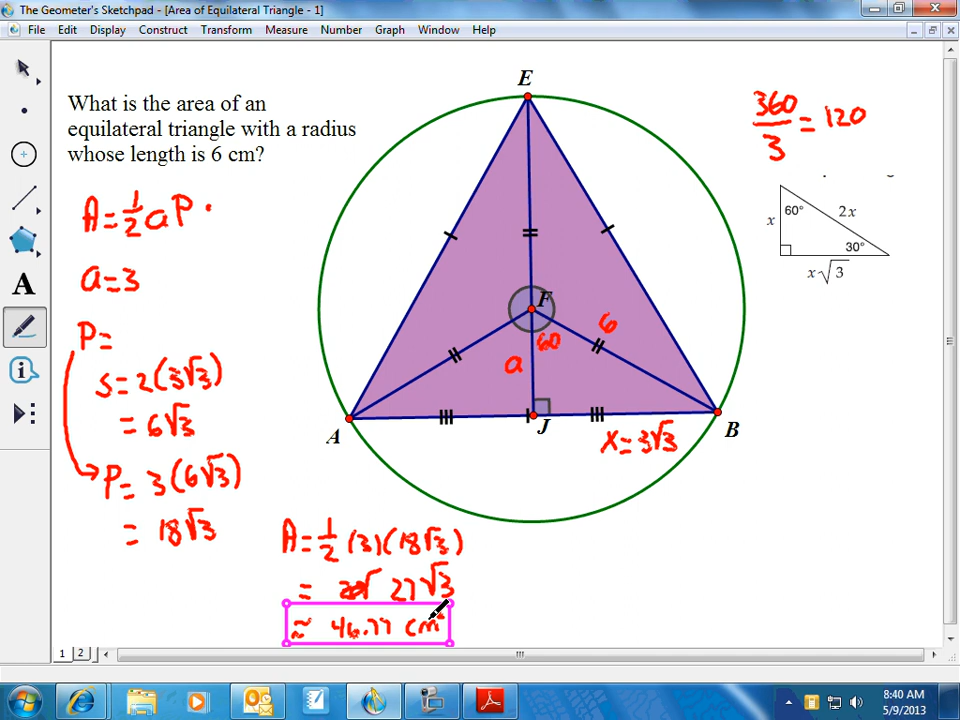 The Geometer's Sketchpad - [Area of Equilateral Triangle - 1]
File Edit Display Construct Transform Measure Number Graph Window Help
What is the area of an
equilateral triangle with a radius
whose length is 6 cm?
A = 1/2 a P
a = 3
P =
s = 2(3√3)
= 6√3
P = 3(6√3)
= 18√3
A = 1/2 (3)(18√3)
= 27√3
≈ 46.77 cm²
E
F
60
6
a
A
J
B
x = 3√3
360/3 = 120
60°
2x
x
30°
x√3
A
1 2
8:40 AM
5/9/2013